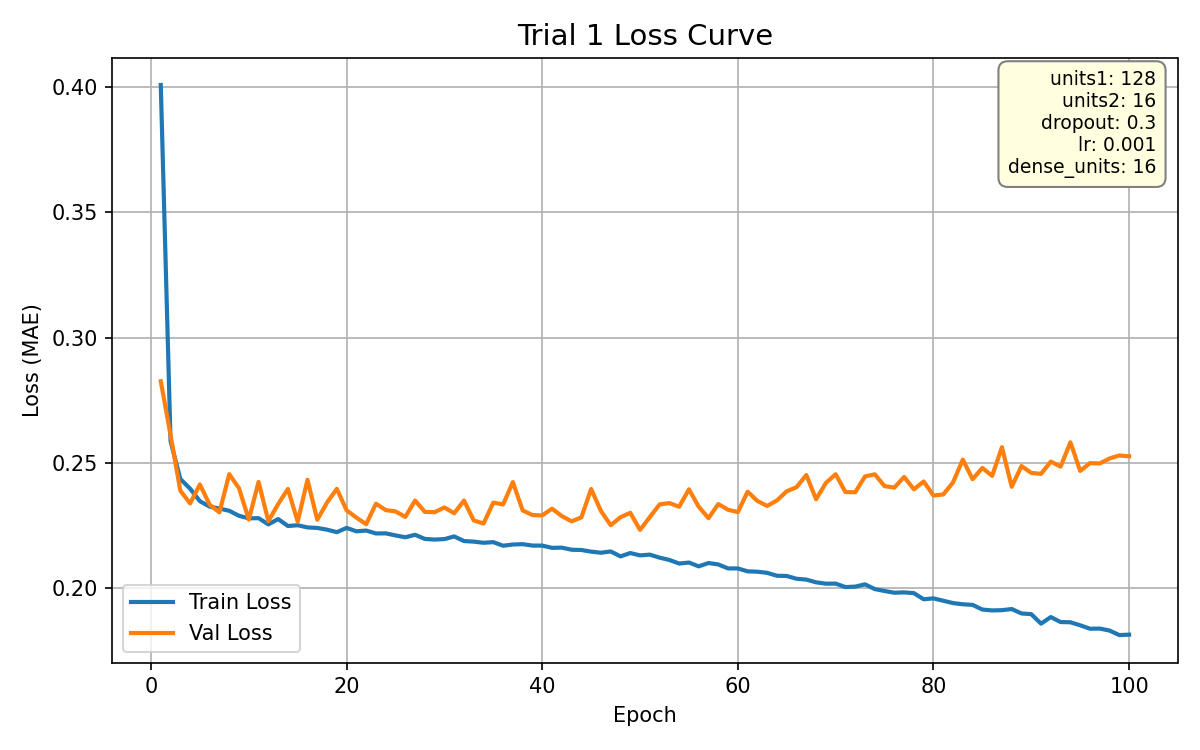 Trial 1 Loss Curve
units1: 128
units2: 16
dropout: 0.3
lr: 0.001
dense_units: 16
0.40
0.35
0.30
0.25
0.20
Loss (MAE)
Train Loss
Val Loss
0
20
40
60
80
100
Epoch